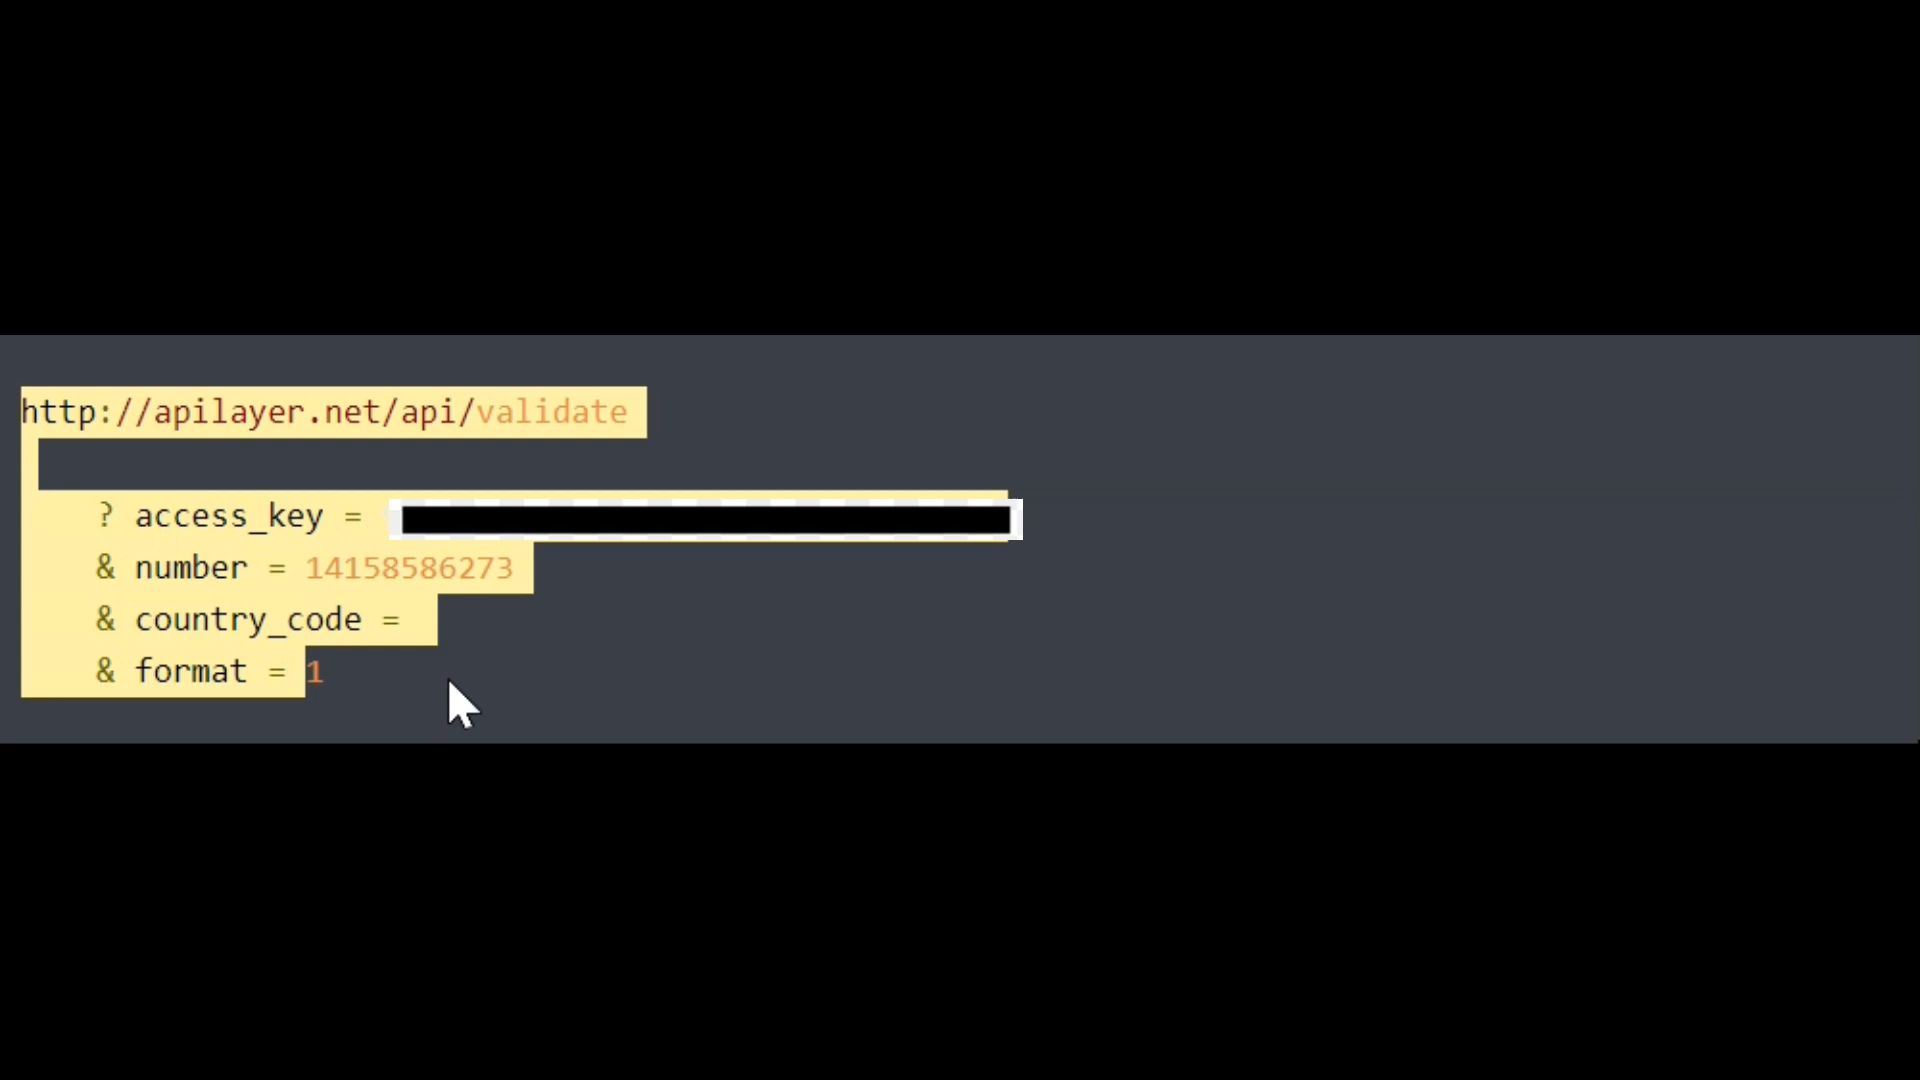 http://apilayer.net/api/validate
? access_key =
& number = 14158586273
& country_code =
& format = 1